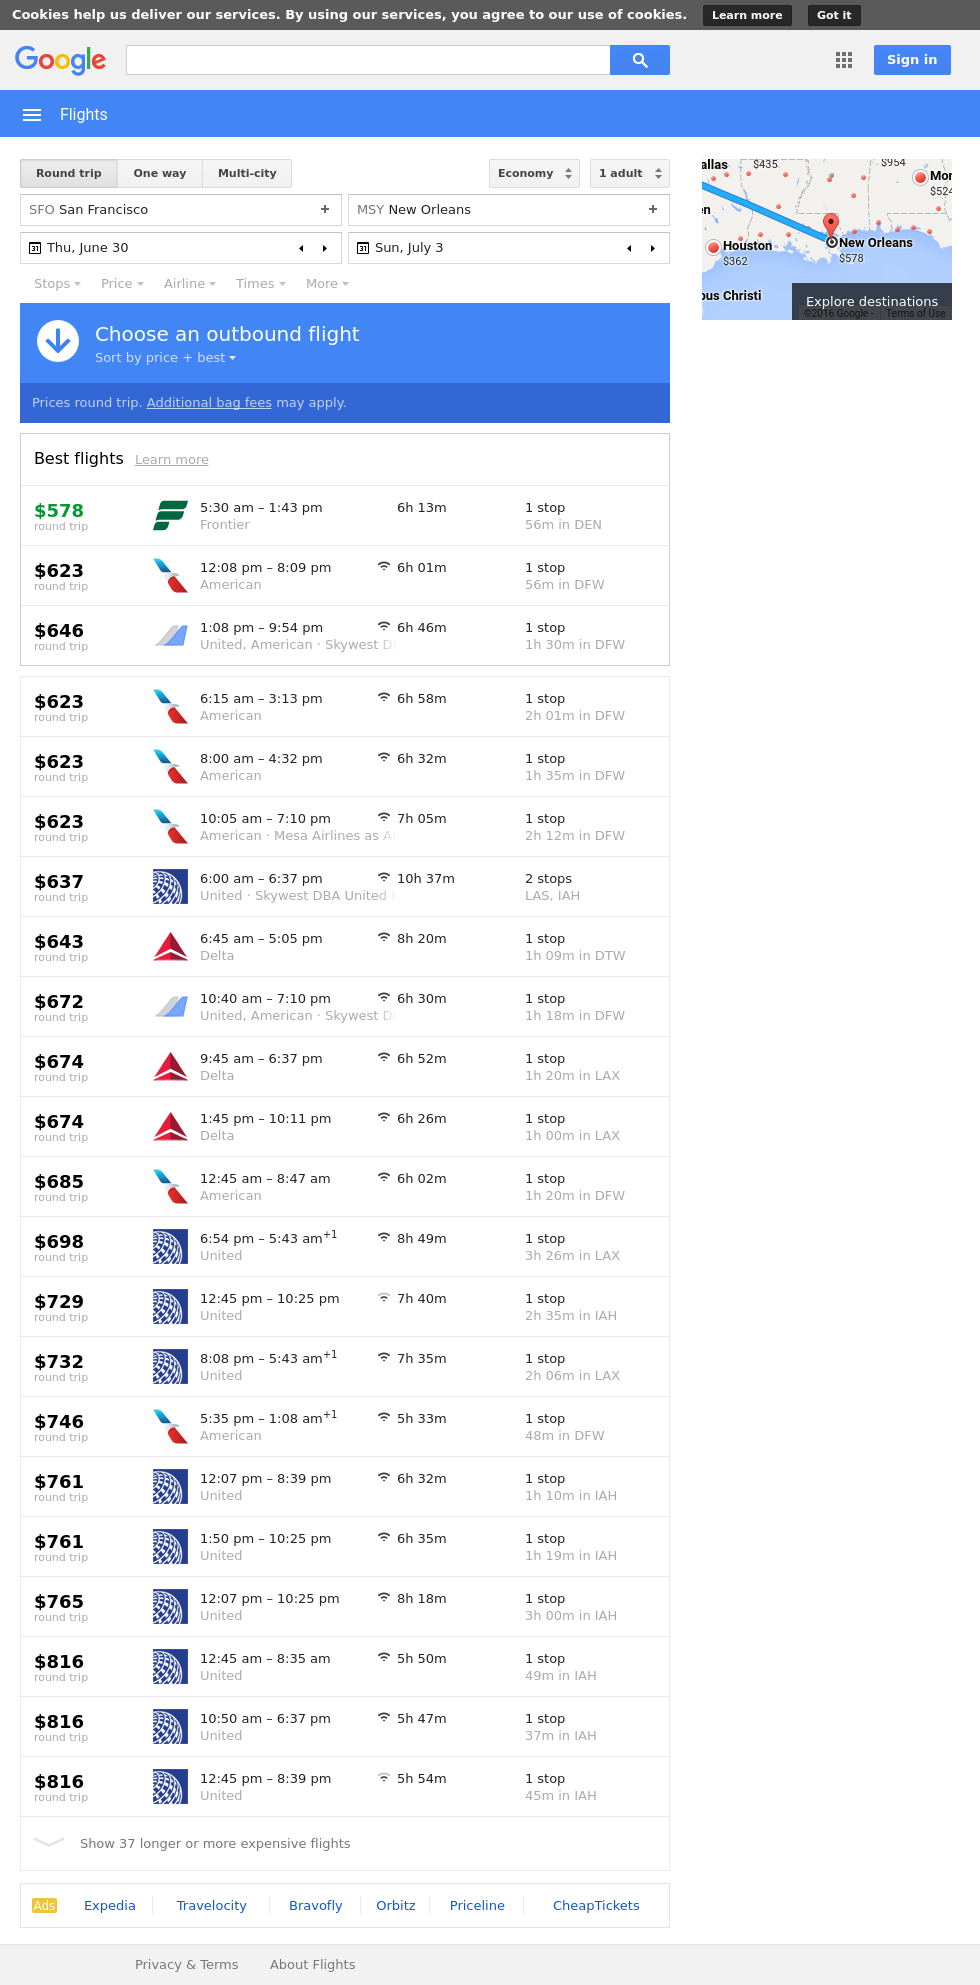 Cookies help us deliver our services. By using our services, you agree to our use of cookies. Learn more Got it
Google
Sign in
Flights
Round trip One way Multi-city Economy 1 adult
SFO San Francisco + MSY New Orleans +
Thu, June 30 Sun, July 3
Stops Price Airline Times More
allas $435 $954
Mor
$524
en
Houston New Orleans
$362 $578
pus Christi
Explore destinations
©2016 Google - Terms of Use
Choose an outbound flight
Sort by price + best
Prices round trip. Additional bag fees may apply.
Best flights Learn more
$578 5:30 am – 1:43 pm 6h 13m 1 stop
round trip Frontier 56m in DEN
$623 12:08 pm – 8:09 pm 6h 01m 1 stop
round trip American 56m in DFW
$646 1:08 pm – 9:54 pm 6h 46m 1 stop
round trip United, American · Skywest D 1h 30m in DFW
$623 6:15 am – 3:13 pm 6h 58m 1 stop
round trip American 2h 01m in DFW
$623 8:00 am – 4:32 pm 6h 32m 1 stop
round trip American 1h 35m in DFW
$623 10:05 am – 7:10 pm 7h 05m 1 stop
round trip American · Mesa Airlines as A 2h 12m in DFW
$637 6:00 am – 6:37 pm 10h 37m 2 stops
round trip United · Skywest DBA United LAS, IAH
$643 6:45 am – 5:05 pm 8h 20m 1 stop
round trip Delta 1h 09m in DTW
$672 10:40 am – 7:10 pm 6h 30m 1 stop
round trip United, American · Skywest D 1h 18m in DFW
$674 9:45 am – 6:37 pm 6h 52m 1 stop
round trip Delta 1h 20m in LAX
$674 1:45 pm – 10:11 pm 6h 26m 1 stop
round trip Delta 1h 00m in LAX
$685 12:45 am – 8:47 am 6h 02m 1 stop
round trip American 1h 20m in DFW
$698 6:54 pm – 5:43 am+1 8h 49m 1 stop
round trip United 3h 26m in LAX
$729 12:45 pm – 10:25 pm 7h 40m 1 stop
round trip United 2h 35m in IAH
$732 8:08 pm – 5:43 am+1 7h 35m 1 stop
round trip United 2h 06m in LAX
$746 5:35 pm – 1:08 am+1 5h 33m 1 stop
round trip American 48m in DFW
$761 12:07 pm – 8:39 pm 6h 32m 1 stop
round trip United 1h 10m in IAH
$761 1:50 pm – 10:25 pm 6h 35m 1 stop
round trip United 1h 19m in IAH
$765 12:07 pm – 10:25 pm 8h 18m 1 stop
round trip United 3h 00m in IAH
$816 12:45 am – 8:35 am 5h 50m 1 stop
round trip United 49m in IAH
$816 10:50 am – 6:37 pm 5h 47m 1 stop
round trip United 37m in IAH
$816 12:45 pm – 8:39 pm 5h 54m 1 stop
round trip United 45m in IAH
Show 37 longer or more expensive flights
Ads Expedia Travelocity Bravofly Orbitz Priceline CheapTickets
Privacy & Terms About Flights